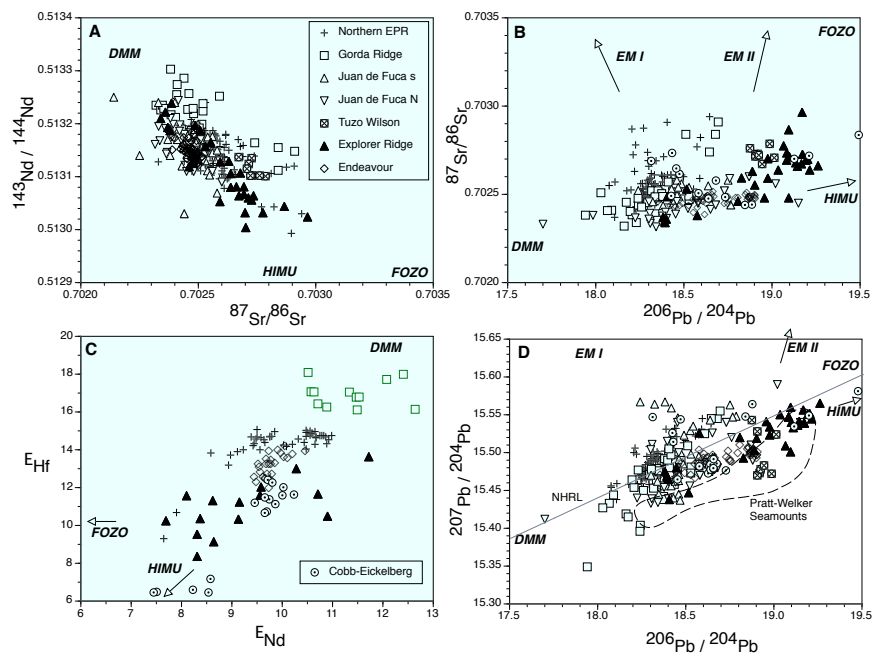 A
DMM
HIMU
FOZO
Northern EPR
Gorda Ridge
Juan de Fuca s
Juan de Fuca N
Tuzo Wilson
Explorer Ridge
Endeavour
0.5134
0.5133
0.5132
0.5131
0.5130
0.5129
143Nd / 144Nd
0.7020
0.7025
0.7030
0.7035
87Sr/86Sr
B
EM I
EM II
FOZO
HIMU
DMM
0.7035
0.7030
0.7025
0.7020
87Sr/86Sr
17.5
18.0
18.5
19.0
19.5
206Pb / 204Pb
C
DMM
FOZO
HIMU
Cobb-Eickelberg
20
18
16
14
12
10
8
6
EHf
6
7
8
9
10
11
12
13
ENd
D
EM I
EM II
FOZO
HIMU
NHRL
DMM
Pratt-Welker
Seamounts
15.65
15.60
15.55
15.50
15.45
15.40
15.35
15.30
207Pb / 204Pb
17.5
18.0
18.5
19.0
19.5
206Pb / 204Pb